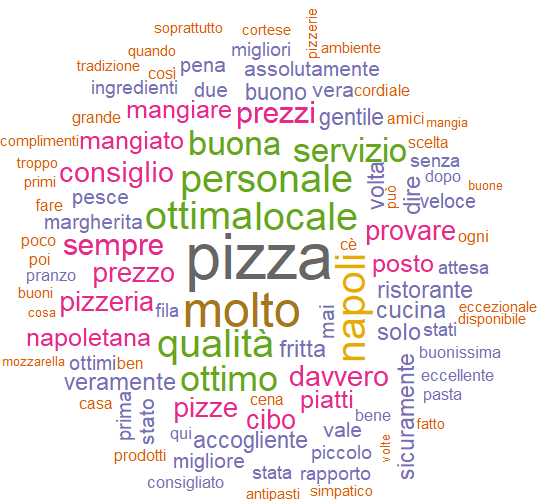 soprattutto
cortese
pizzerie
quando
migliori
ambiente
tradizione
così
pena
assolutamente
ingredienti
due
buono
vera
cordiale
grande
mangiare
prezzi
gentile
amici
mangia
complimenti
mangiato
buona
servizio
scelta
troppo
consiglio
personale
volta
senza
primi
pesce
può
dire
dopo
buone
fare
margherita
ottima
locale
veloce
poco
sempre
pizza
cè
provare
ogni
poi
pranzo
prezzo
napoli
posto
attesa
buoni
pizzeria
molto
ristorante
cosa
fila
mai
cucina
eccezionale
disponibile
napoletana
qualità
fritta
solo
stati
mozzarella
ottimi
ben
buonissima
veramente
ottimo
davvero
sicuramente
eccellente
casa
prima
stato
pizze
cena
piatti
pasta
cibo
bene
fatto
qui
accogliente
vale
volte
prodotti
migliore
piccolo
consigliato
stata
rapporto
antipasti
simpatico